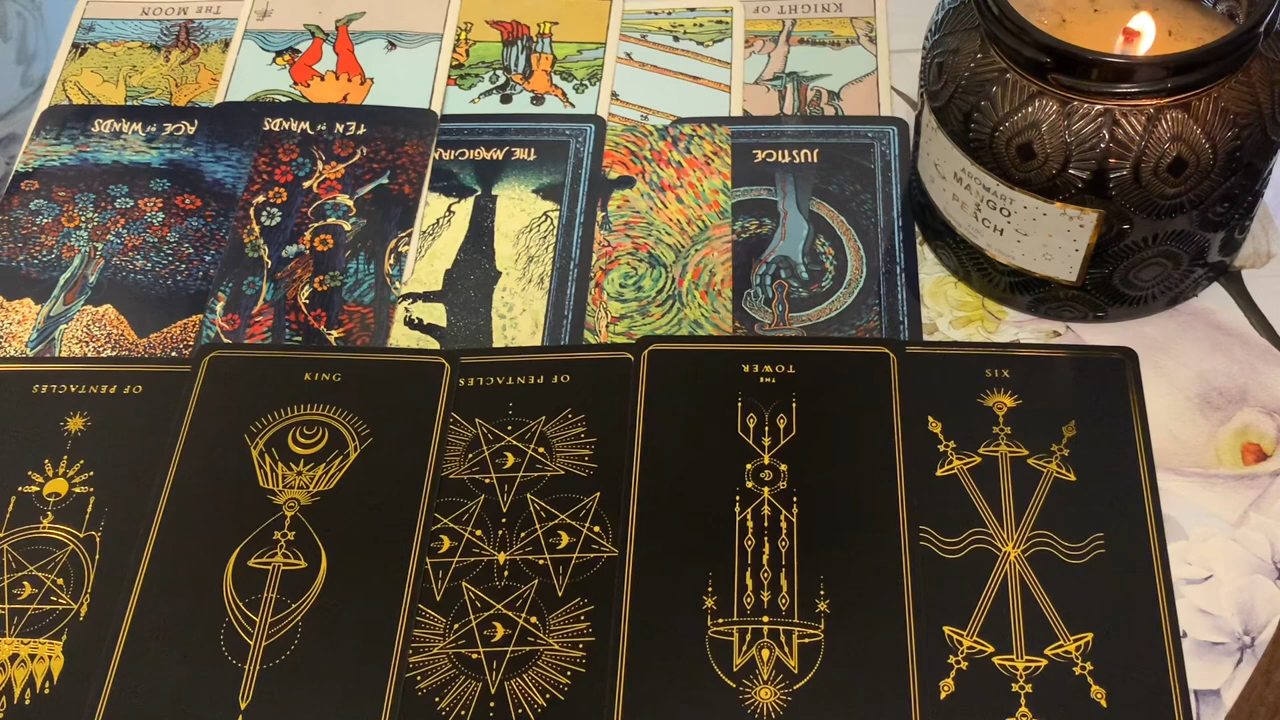 THE MOON
KNIGHT OF
ACE OF WANDS
TEN OF WANDS
THE MAGICIAN
JUSTICE
MANGO
PEACH
OF PENTACLES
KING
OF PENTACLES
THE
TOWER
SIX